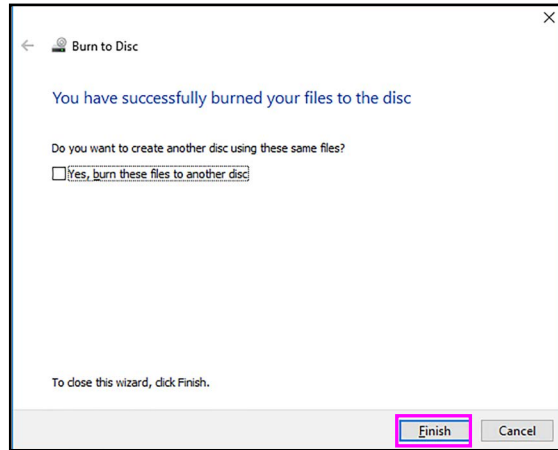 Burn to Disc
You have successfully burned your files to the disc
Do you want to create another disc using these same files?
Yes, burn these files to another disc
To close this wizard, click Finish.
Finish Cancel